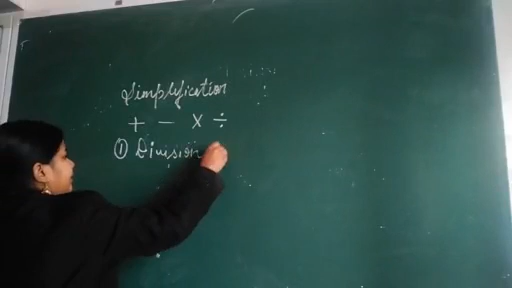 Simplification
+ − × ÷
① Division